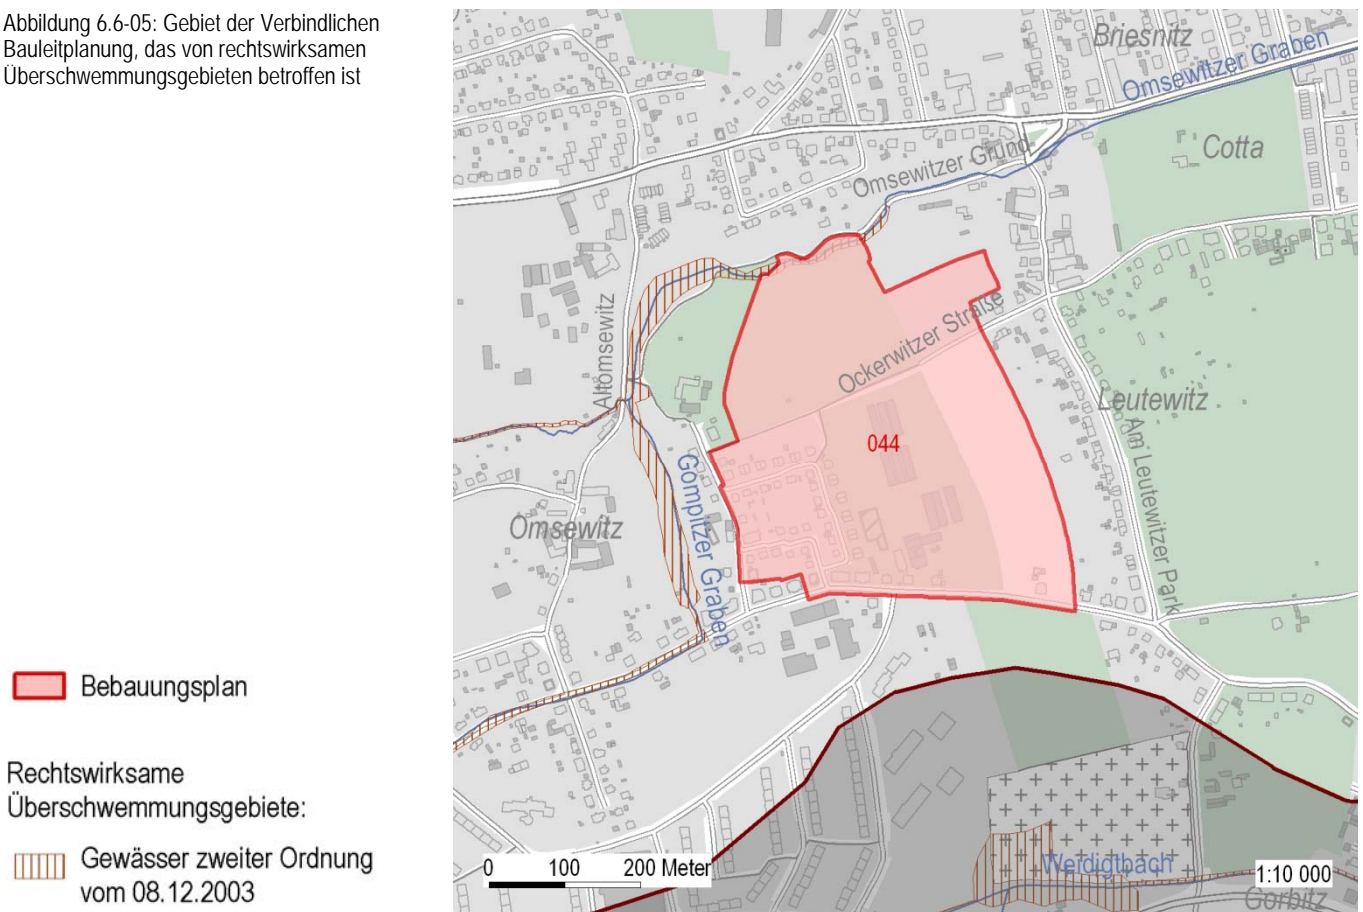 Abbildung 6.6-05: Gebiet der Verbindlichen
Bauleitplanung, das von rechtswirksamen
Überschwemmungsgebieten betroffen ist
Briesnitz
Omsewitzer Graben
Cotta
Omsewitzer Grund
Altomsewitz
Ockerwitzer Straße
Leutewitz
044
Am Leutewitzer Park
Gompitzer Graben
Omsewitz
Bebauungsplan
Rechtswirksame
Überschwemmungsgebiete:
Gewässer zweiter Ordnung
vom 08.12.2003
0 100 200 Meter
Werdigtbach
1:10 000
Gorbitz